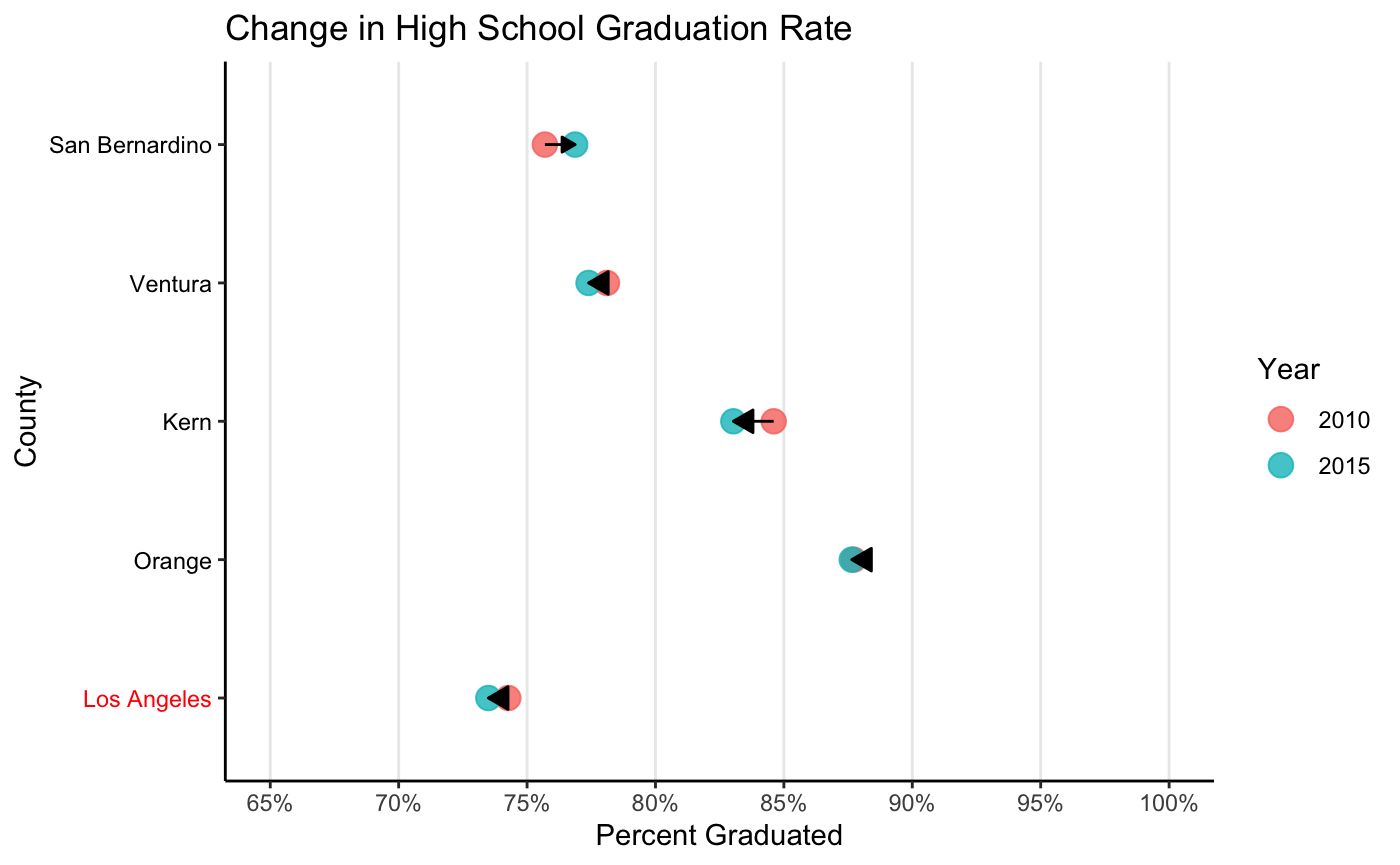 Change in High School Graduation Rate
San Bernardino
Ventura
Kern
Orange
Los Angeles
County
65% 70% 75% 80% 85% 90% 95% 100%
Percent Graduated
Year
2010
2015